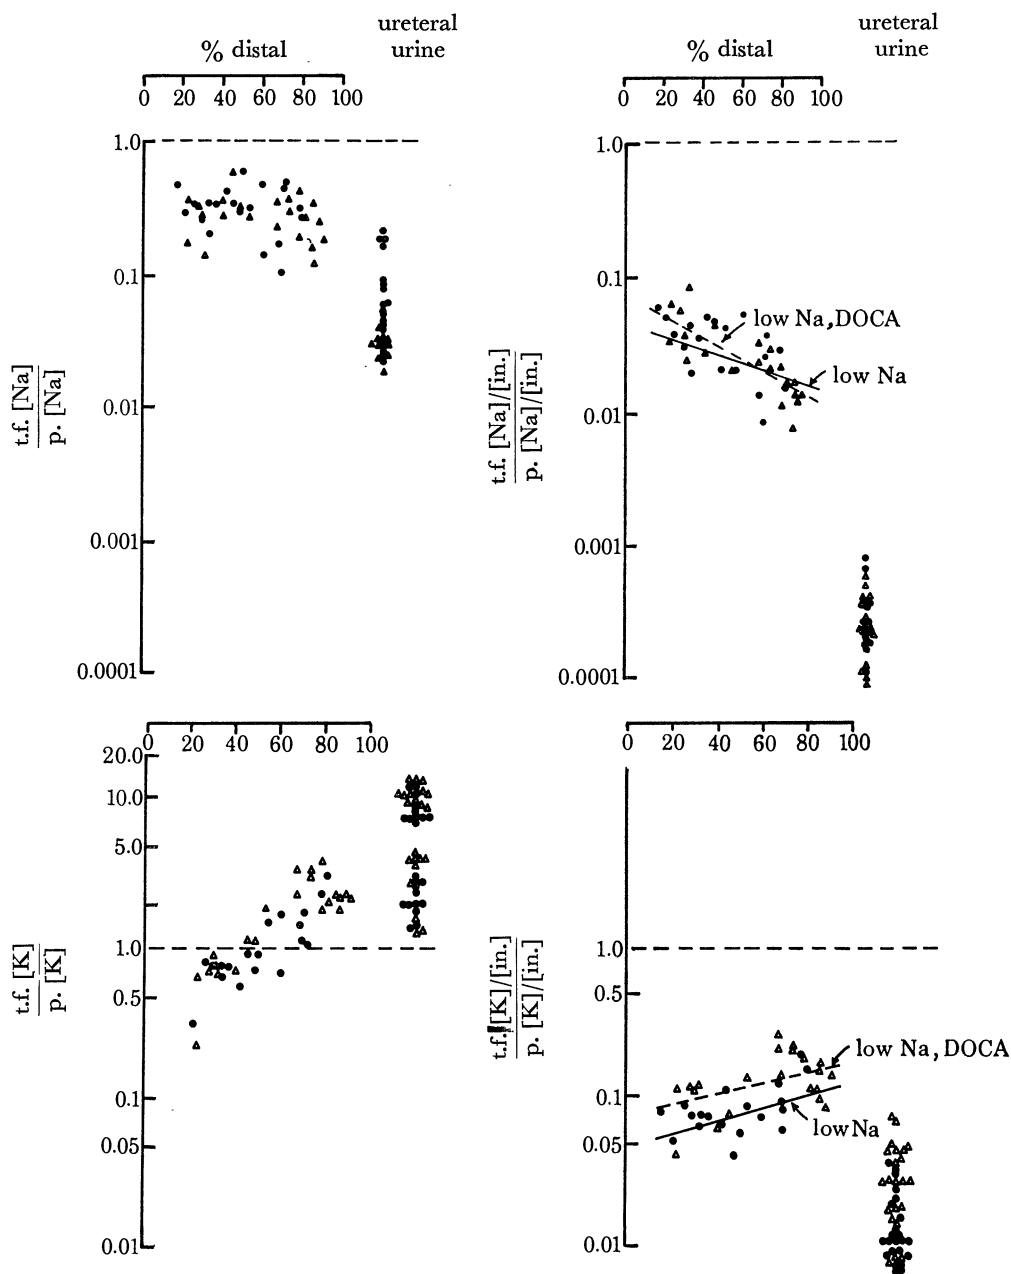 ureteral
urine
% distal
0 20 40 60 80 100
1.0
0.1
0.01
0.001
0.0001
t.f. [Na]
p. [Na]
ureteral
urine
% distal
0 20 40 60 80 100
1.0
0.1
0.01
0.001
0.0001
low Na, DOCA
low Na
t.f. [Na]/[in.]
p. [Na]/[in.]
0 20 40 60 80 100
20.0
10.0
5.0
1.0
0.5
0.1
0.05
0.01
t.f. [K]
p. [K]
0 20 40 60 80 100
1.0
0.5
0.1
0.05
0.01
low Na, DOCA
low Na
t.f. [K]/[in.]
p. [K]/[in.]